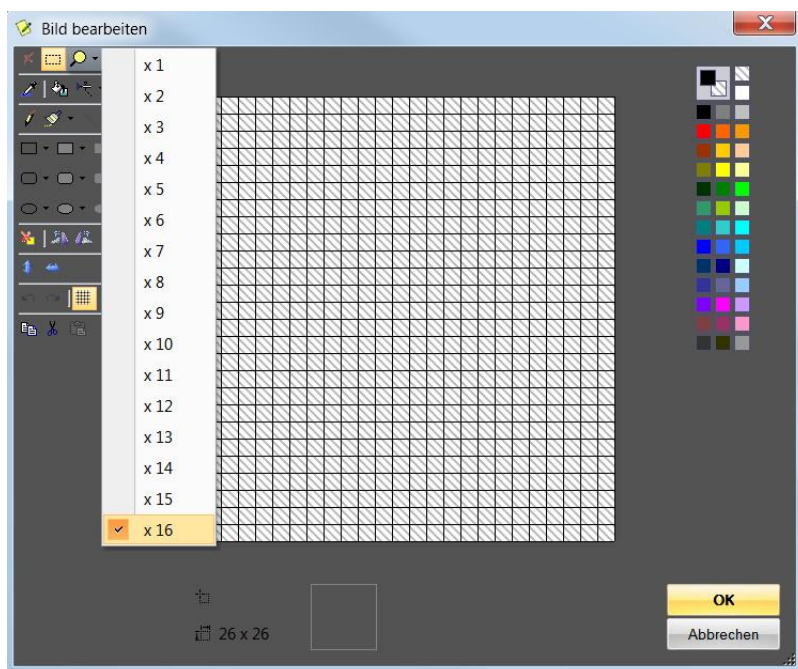 Bild bearbeiten
x 1
x 2
x 3
x 4
x 5
x 6
x 7
x 8
x 9
x 10
x 11
x 12
x 13
x 14
x 15
x 16
26 x 26
OK
Abbrechen